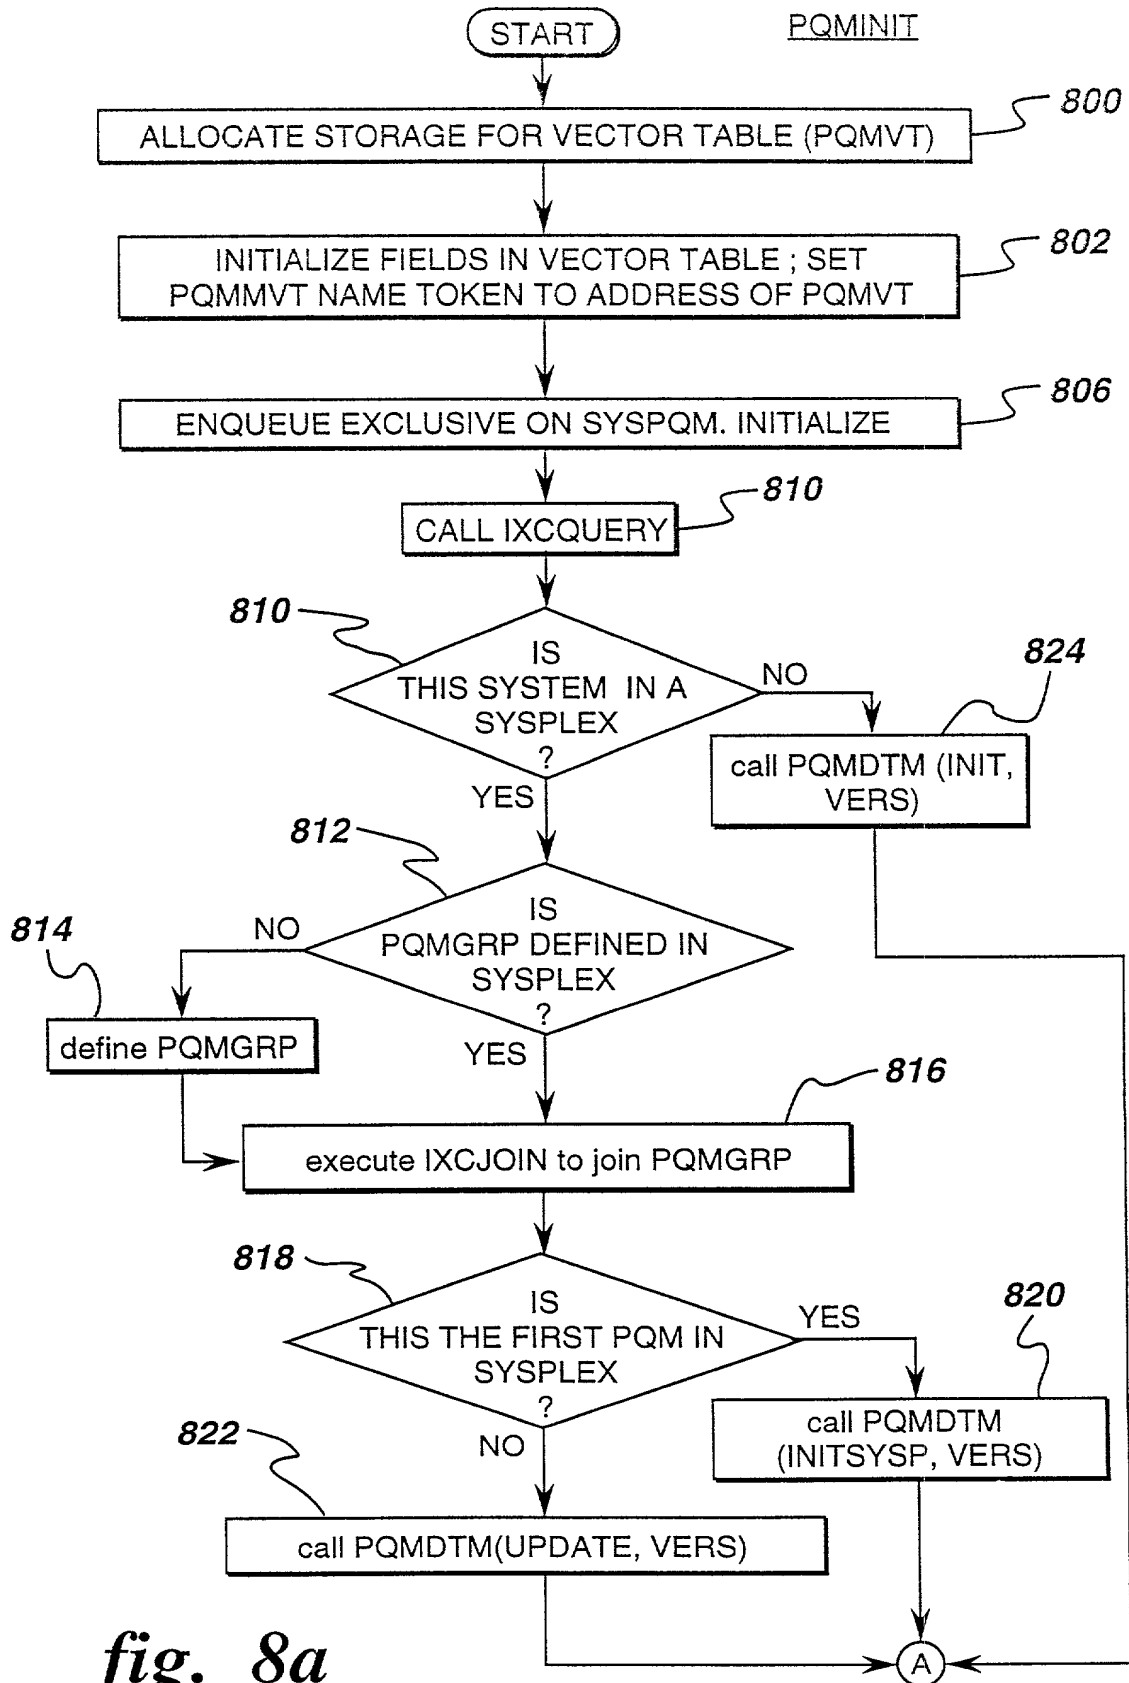 START
PQMINIT
800
ALLOCATE STORAGE FOR VECTOR TABLE (PQMVT)
802
INITIALIZE FIELDS IN VECTOR TABLE ; SET
PQMMVT NAME TOKEN TO ADDRESS OF PQMVT
806
ENQUEUE EXCLUSIVE ON SYSPQM. INITIALIZE
810
CALL IXCQUERY
810
IS
THIS SYSTEM IN A
SYSPLEX
?
NO
824
call PQMDTM (INIT,
VERS)
YES
812
IS
PQMGRP DEFINED IN
SYSPLEX
?
NO
814
define PQMGRP
YES
816
execute IXCJOIN to join PQMGRP
818
IS
THIS THE FIRST PQM IN
SYSPLEX
?
YES
820
call PQMDTM
(INITSYSP, VERS)
NO
822
call PQMDTM(UPDATE, VERS)
A
fig. 8a